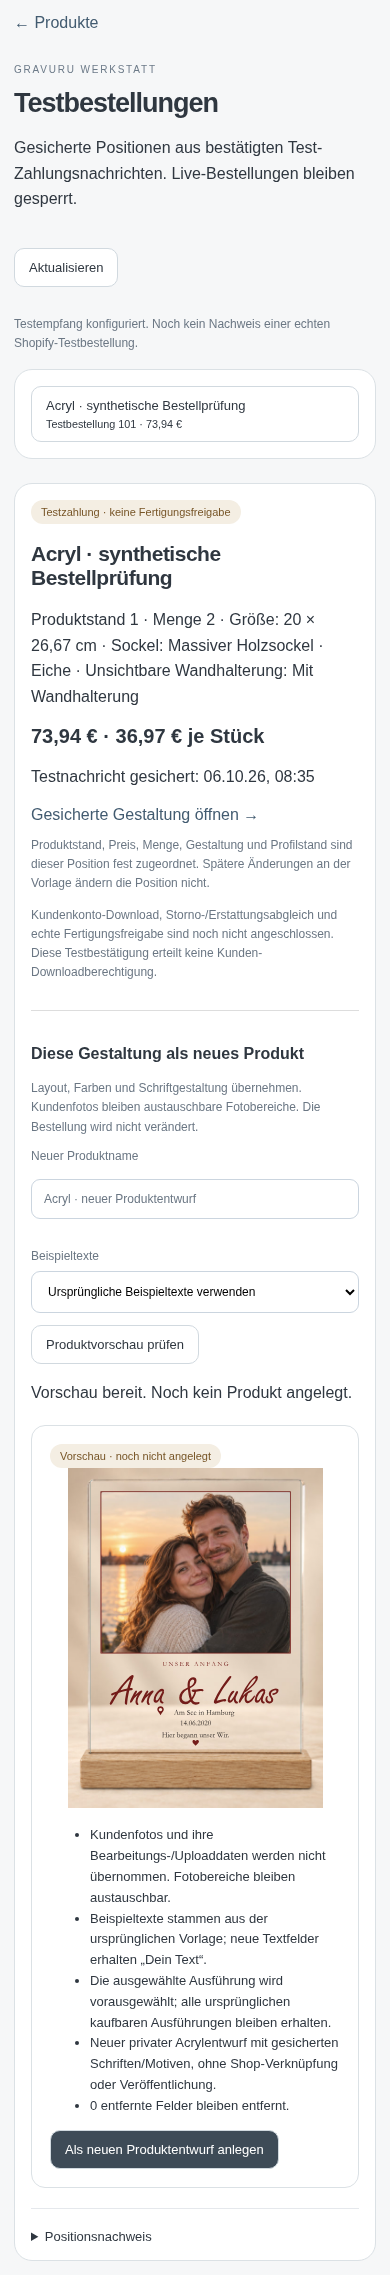 ← Produkte
GRAVURU WERKSTATT
Testbestellungen
Gesicherte Positionen aus bestätigten Test-
Zahlungsnachrichten. Live-Bestellungen bleiben
gesperrt.
Aktualisieren
Testempfang konfiguriert. Noch kein Nachweis einer echten
Shopify-Testbestellung.
Acryl · synthetische Bestellprüfung
Testbestellung 101 · 73,94 €
Testzahlung · keine Fertigungsfreigabe
Acryl · synthetische
Bestellprüfung
Produktstand 1 · Menge 2 · Größe: 20 ×
26,67 cm · Sockel: Massiver Holzsockel ·
Eiche · Unsichtbare Wandhalterung: Mit
Wandhalterung
73,94 € · 36,97 € je Stück
Testnachricht gesichert: 06.10.26, 08:35
Gesicherte Gestaltung öffnen →
Produktstand, Preis, Menge, Gestaltung und Profilstand sind
dieser Position fest zugeordnet. Spätere Änderungen an der
Vorlage ändern die Position nicht.
Kundenkonto-Download, Storno-/Erstattungsabgleich und
echte Fertigungsfreigabe sind noch nicht angeschlossen.
Diese Testbestätigung erteilt keine Kunden-
Downloadberechtigung.
Diese Gestaltung als neues Produkt
Layout, Farben und Schriftgestaltung übernehmen.
Kundenfotos bleiben austauschbare Fotobereiche. Die
Bestellung wird nicht verändert.
Neuer Produktname
Acryl · neuer Produktentwurf
Beispieltexte
Ursprüngliche Beispieltexte verwenden
Produktvorschau prüfen
Vorschau bereit. Noch kein Produkt angelegt.
Vorschau · noch nicht angelegt
UNSER ANFANG
Anna & Lukas
Am See in Hamburg
14.06.2020
Hier begann unser Wir.
• Kundenfotos und ihre
Bearbeitungs-/Uploaddaten werden nicht
übernommen. Fotobereiche bleiben
austauschbar.
• Beispieltexte stammen aus der
ursprünglichen Vorlage; neue Textfelder
erhalten „Dein Text“.
• Die ausgewählte Ausführung wird
vorausgewählt; alle ursprünglichen
kaufbaren Ausführungen bleiben erhalten.
• Neuer privater Acrylentwurf mit gesicherten
Schriften/Motiven, ohne Shop-Verknüpfung
oder Veröffentlichung.
• 0 entfernte Felder bleiben entfernt.
Als neuen Produktentwurf anlegen
▶ Positionsnachweis